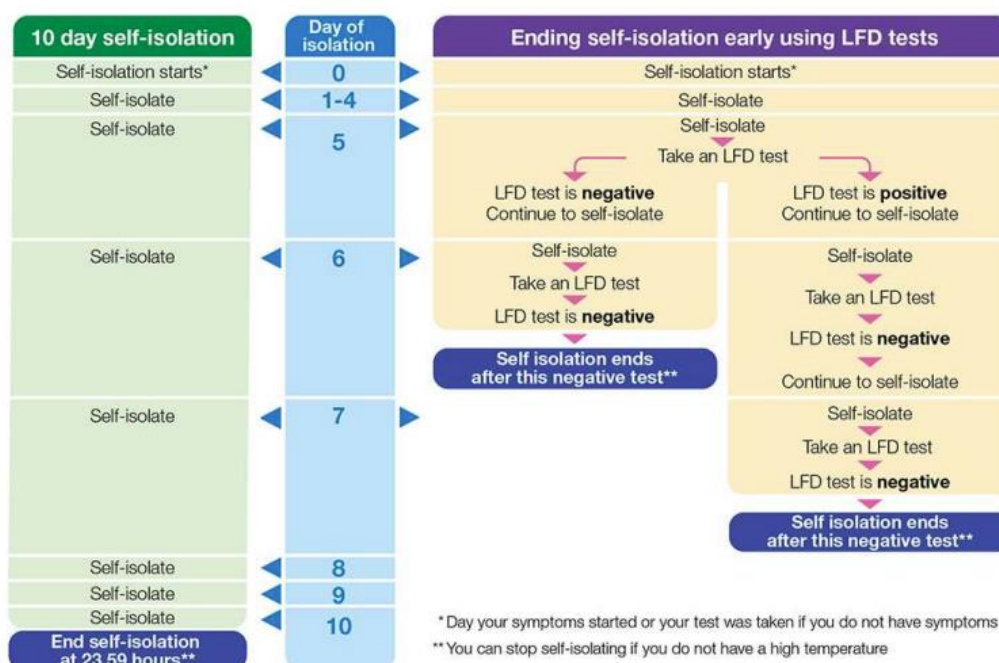 10 day self-isolation
Self-isolation starts*
Self-isolate
Self-isolate
Self-isolate
Self-isolate
Self-isolate
Self-isolate
Self-isolate
End self-isolation
at 23.59 hours**
Day of
isolation
0
1-4
5
6
7
8
9
10
Ending self-isolation early using LFD tests
Self-isolation starts*
Self-isolate
Self-isolate
Take an LFD test
LFD test is negative
Continue to self-isolate
Self-isolate
Take an LFD test
LFD test is negative
Self isolation ends
after this negative test**
LFD test is positive
Continue to self-isolate
Self-isolate
Take an LFD test
LFD test is negative
Continue to self-isolate
Self-isolate
Take an LFD test
LFD test is negative
Self isolation ends
after this negative test**
* Day your symptoms started or your test was taken if you do not have symptoms
** You can stop self-isolating if you do not have a high temperature